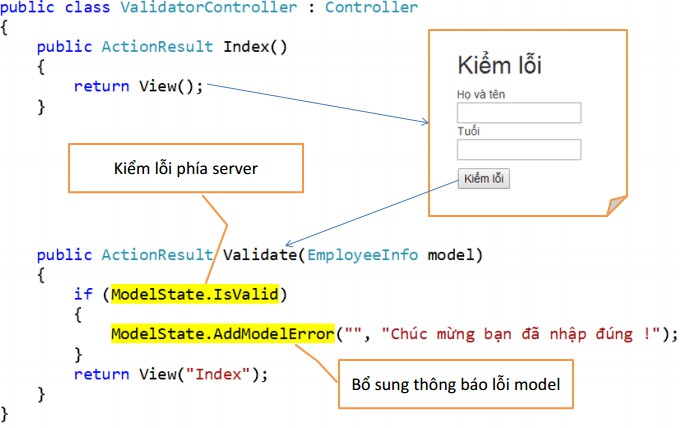 public class ValidatorController : Controller
{
public ActionResult Index()
{
return View();
}
Kiểm lỗi
Họ và tên
Tuổi
Kiểm lỗi
Kiểm lỗi phía server
public ActionResult Validate(EmployeeInfo model)
{
if (ModelState.IsValid)
{
ModelState.AddModelError("", "Chúc mừng bạn đã nhập đúng !");
}
return View("Index");
}
}
Bổ sung thông báo lỗi model